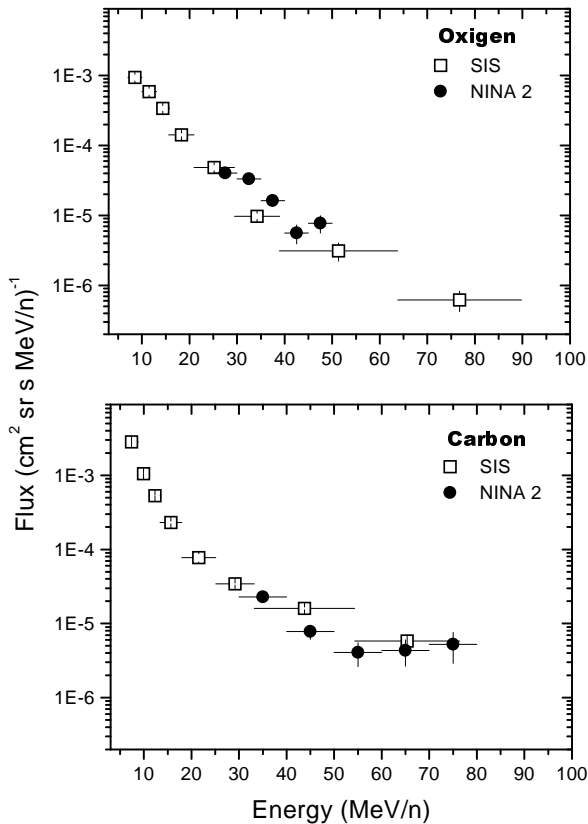 Oxigen
SIS
NINA 2
1E-3
1E-4
1E-5
1E-6
10 20 30 40 50 60 70 80 90 100
Carbon
SIS
NINA 2
1E-3
1E-4
1E-5
1E-6
10 20 30 40 50 60 70 80 90 100
Flux (cm² sr s MeV/n)⁻¹
Energy (MeV/n)